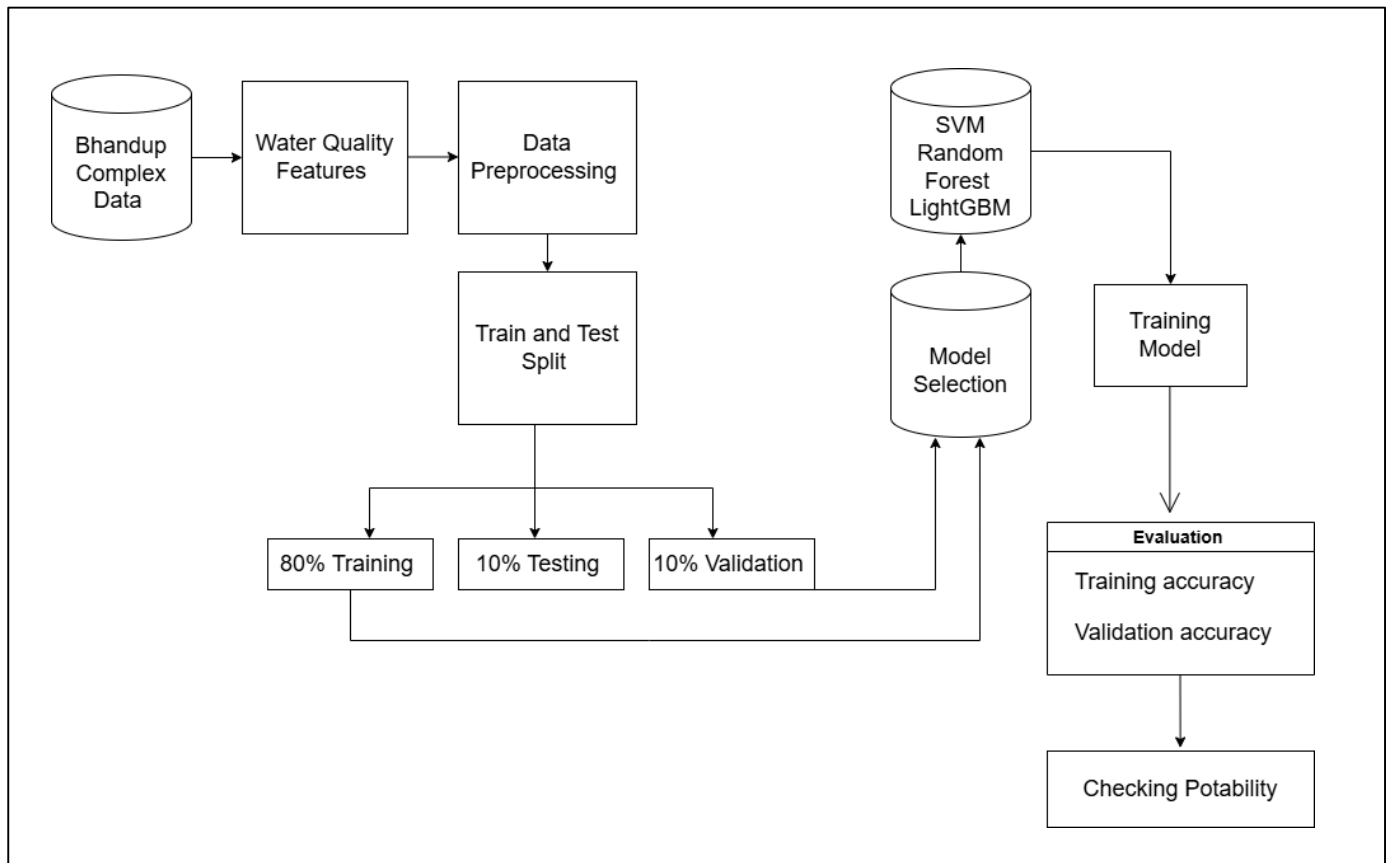 Bhandup
Complex
Data
Water Quality
Features
Data
Preprocessing
Train and Test
Split
80% Training
10% Testing
10% Validation
SVM
Random
Forest
LightGBM
Model
Selection
Training
Model
Evaluation
Training accuracy
Validation accuracy
Checking Potability